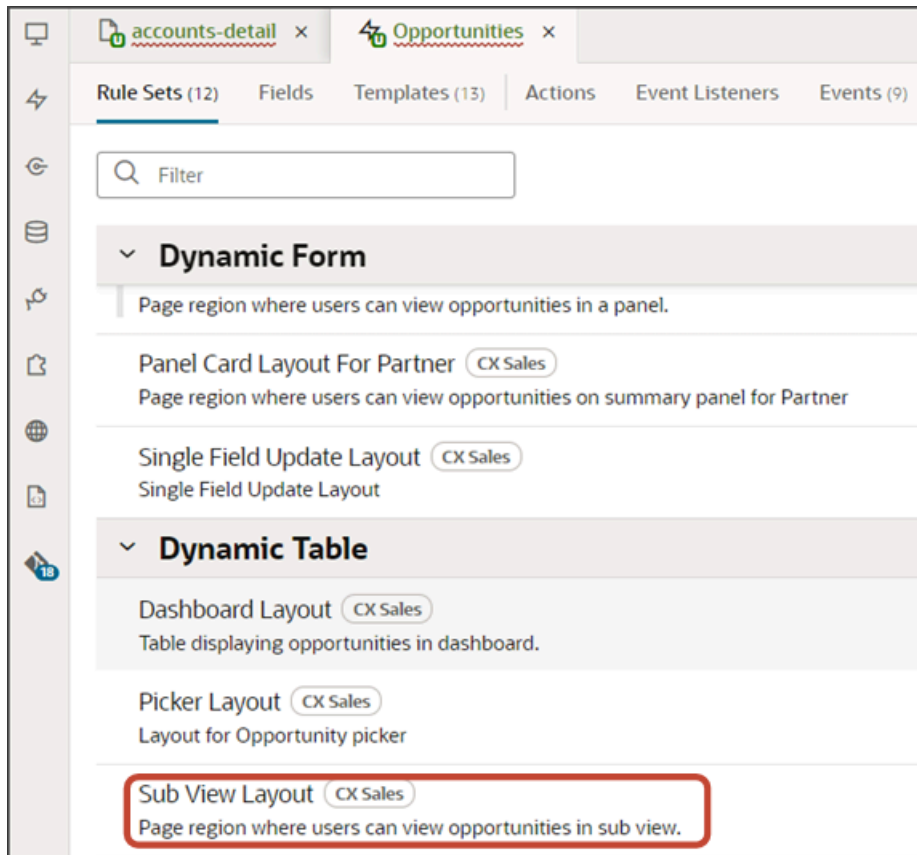 accounts-detail
Opportunities
Rule Sets (12) Fields Templates (13) Actions Event Listeners Events (9)
Filter
Dynamic Form
Page region where users can view opportunities in a panel.
Panel Card Layout For Partner CX Sales
Page region where users can view opportunities on summary panel for Partner
Single Field Update Layout CX Sales
Single Field Update Layout
Dynamic Table
18
Dashboard Layout CX Sales
Table displaying opportunities in dashboard.
Picker Layout CX Sales
Layout for Opportunity picker
Sub View Layout CX Sales
Page region where users can view opportunities in sub view.